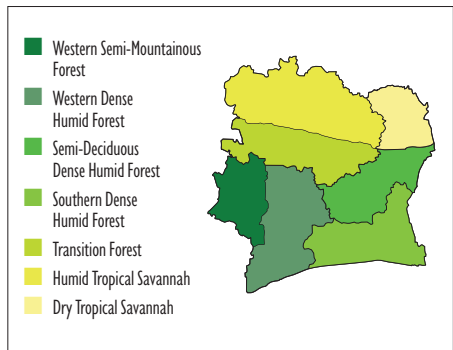 Western Semi-Mountainous
Forest
Western Dense
Humid Forest
Semi-Deciduous
Dense Humid Forest
Southern Dense
Humid Forest
Transition Forest
Humid Tropical Savannah
Dry Tropical Savannah